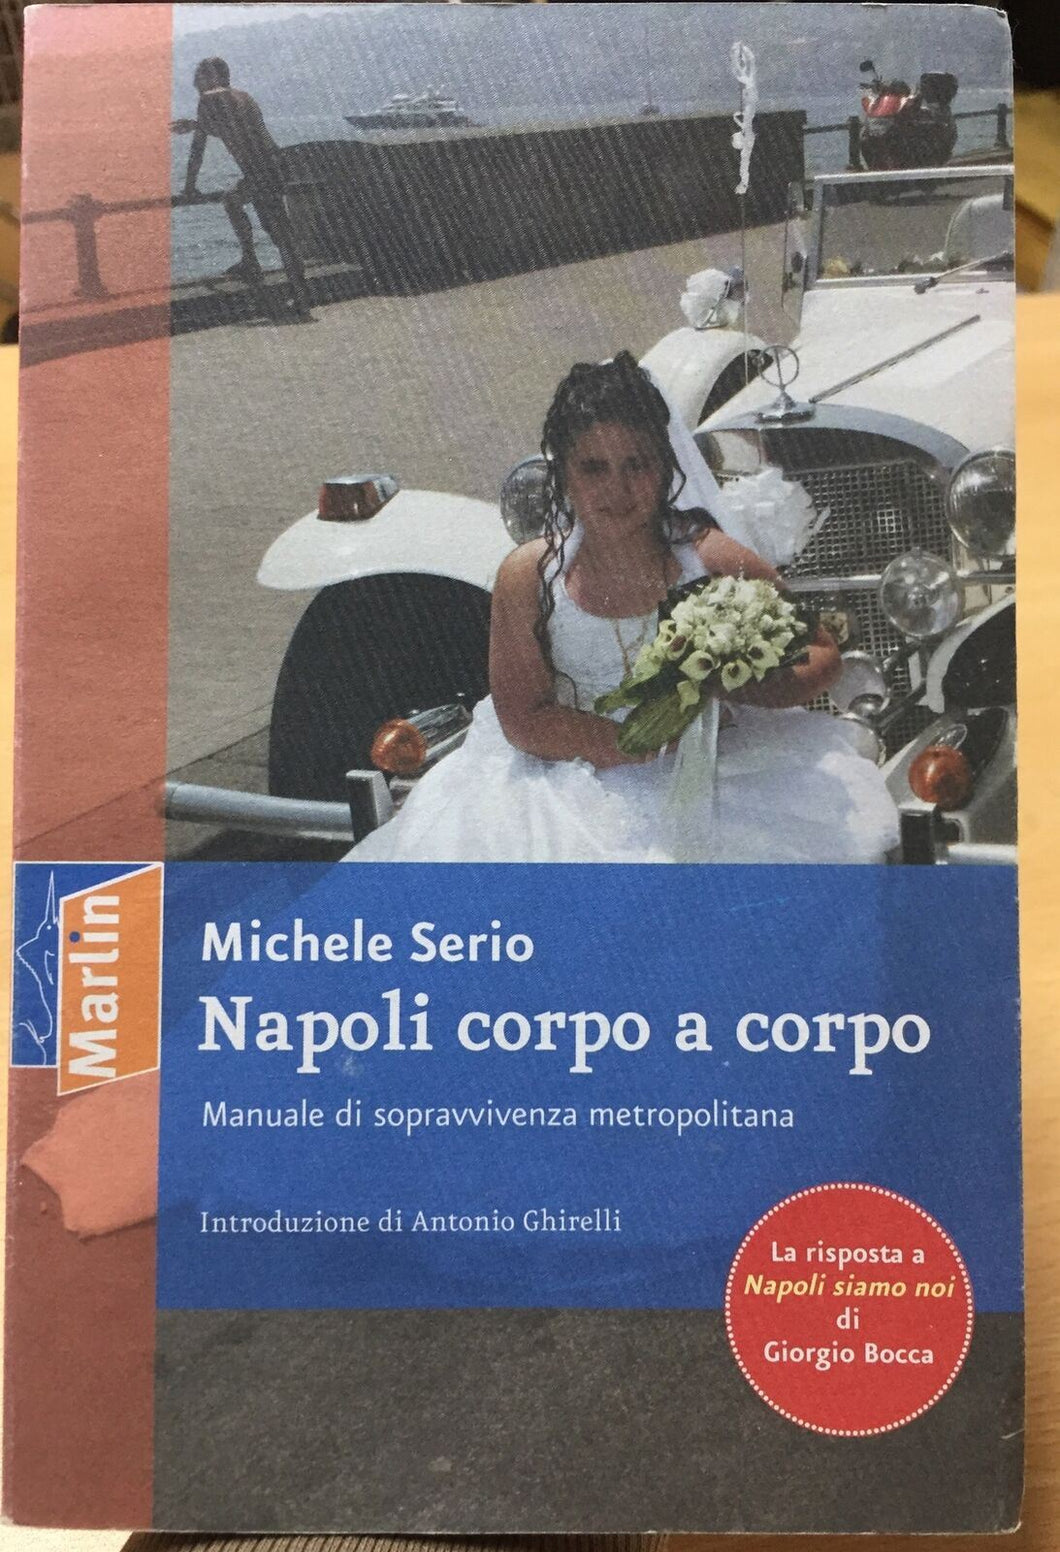 Michele Serio
Napoli corpo a corpo
Manuale di sopravvivenza metropolitana
Introduzione di Antonio Ghirelli
Marlin
La risposta a
Napoli siamo noi
di
Giorgio Bocca